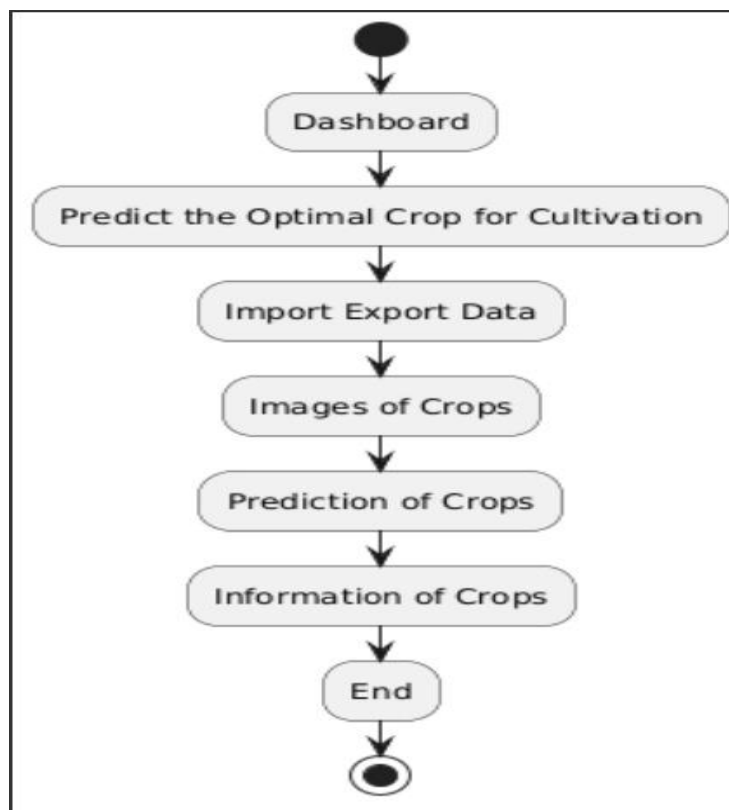 Dashboard
Predict the Optimal Crop for Cultivation
Import Export Data
Images of Crops
Prediction of Crops
Information of Crops
End